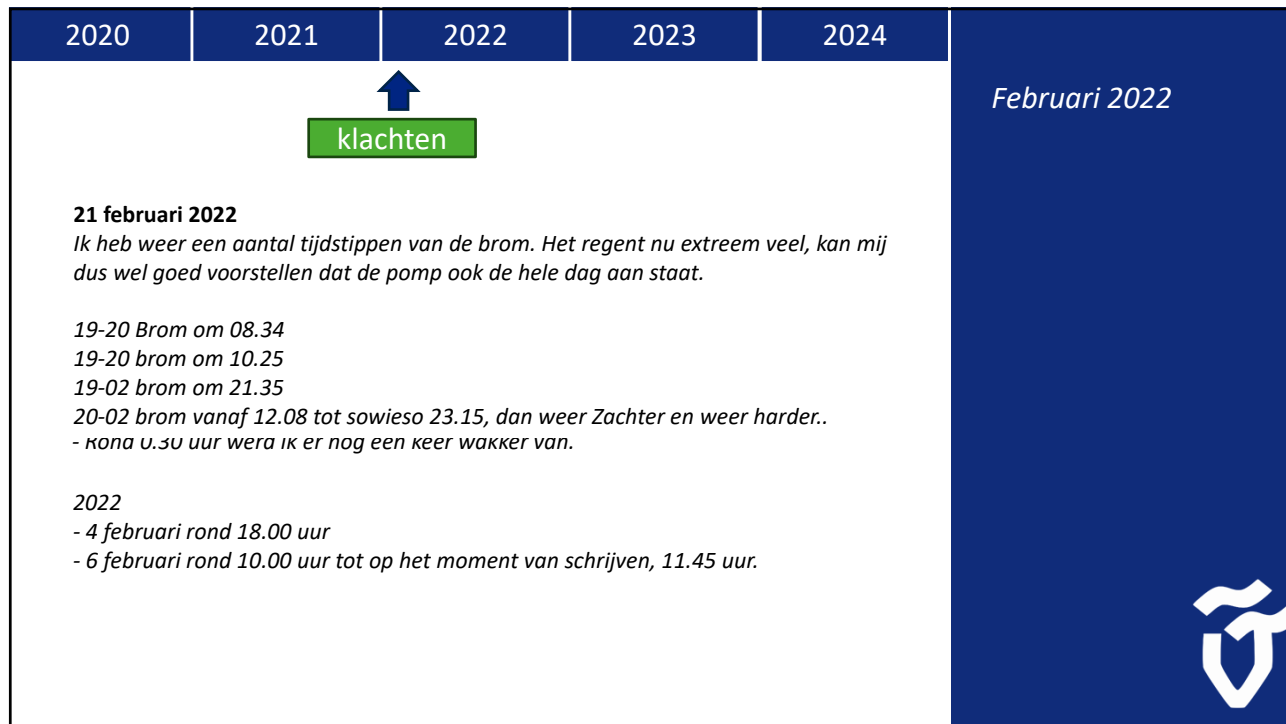 2020 2021 2022 2023 2024
Februari 2022
klachten
21 februari 2022
Ik heb weer een aantal tijdstippen van de brom. Het regent nu extreem veel, kan mij
dus wel goed voorstellen dat de pomp ook de hele dag aan staat.
19-20 Brom om 08.34
19-20 brom om 10.25
19-02 brom om 21.35
20-02 brom vanaf 12.08 tot sowieso 23.15, dan weer Zachter en weer harder..
- Rond 0.30 uur werd ik er nog een keer wakker van.
2022
- 4 februari rond 18.00 uur
- 6 februari rond 10.00 uur tot op het moment van schrijven, 11.45 uur.